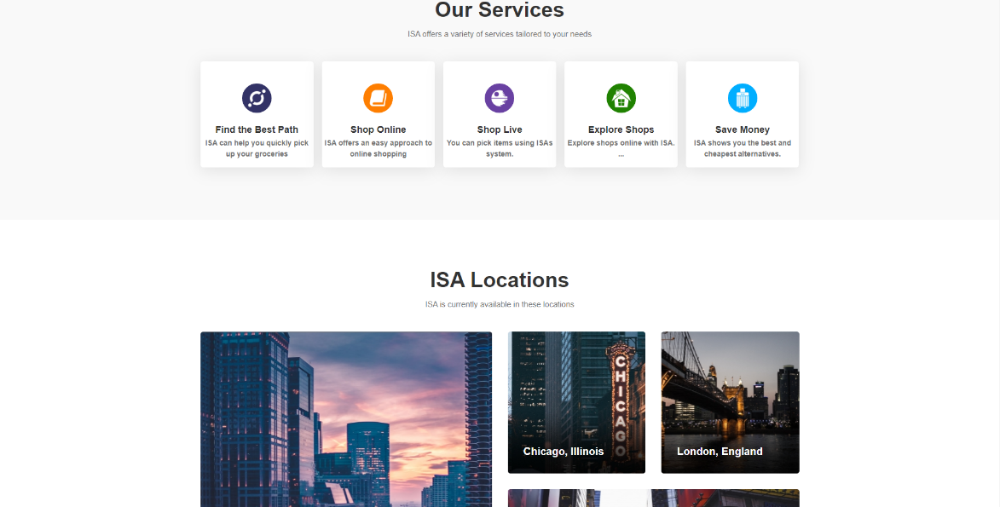 Our Services
ISA offers a variety of services tailored to your needs
Find the Best Path
ISA can help you quickly pick
up your groceries
Shop Online
ISA offers an easy approach to
online shopping
Shop Live
You can pick items using ISAs
system.
Explore Shops
Explore shops online with ISA.
...
Save Money
ISA shows you the best and
cheapest alternatives.
ISA Locations
ISA is currently available in these locations
CHICAGO
Chicago, Illinois
London, England